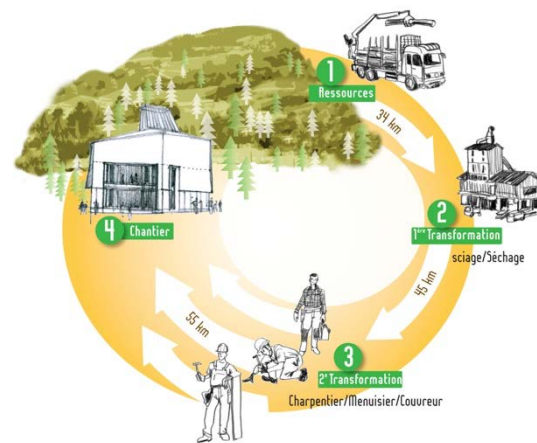 1
Ressources
34 km
2
1ère Transformation
sciage/Séchage
45 km
3
2e Transformation
Charpentier/Menuisier/Couvreur
55 km
4 Chantier